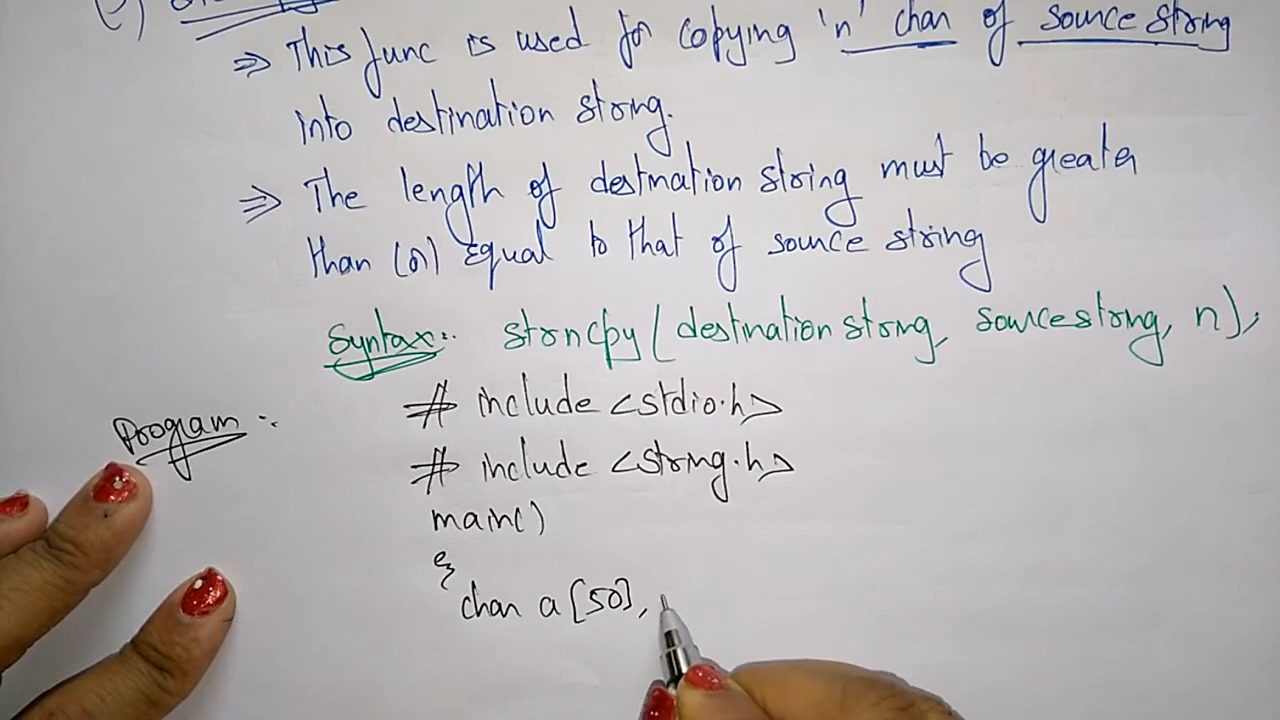 ⇒ This func is used for copying 'n' char of source string
into destination string.
⇒ The length of destination string must be greater
than (or) equal to that of source string
Syntax:- strncpy(destination string, source string, n);
Program :-
# include <stdio.h>
# include <string.h>
main()
{
char a[50],